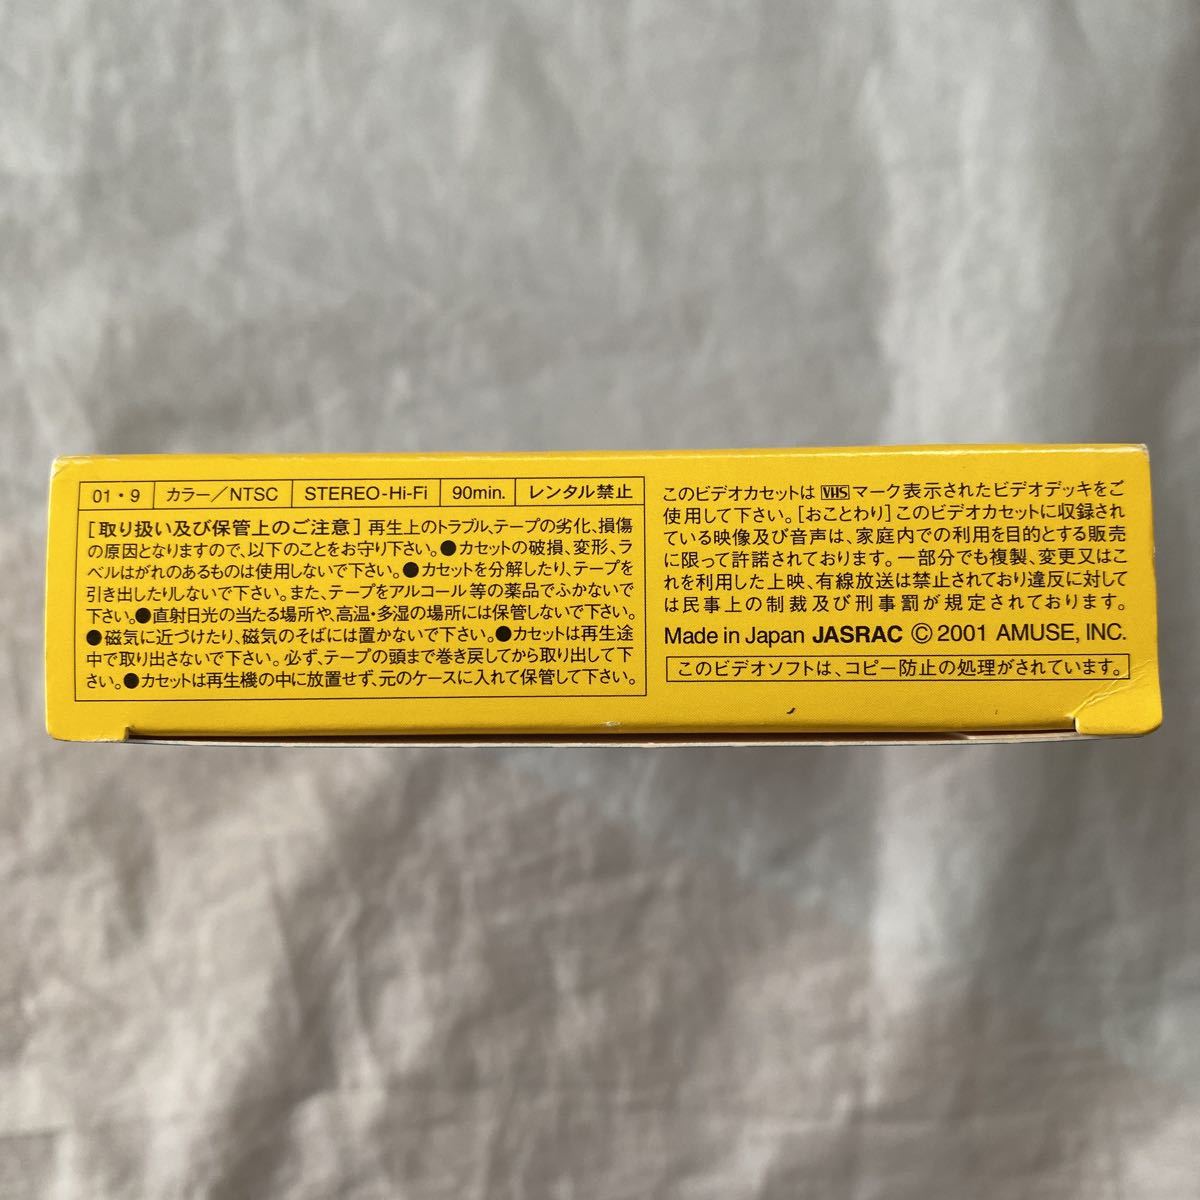 01・9 カラー／NTSC STEREO-Hi-Fi 90min. レンタル禁止
［取り扱い及び保管上のご注意］再生上のトラブル、テープの劣化、損傷
の原因となりますので、以下のことをお守り下さい。●カセットの破損、変形、ラ
ベルはがれのあるものは使用しないで下さい。●カセットを分解したり、テープを
引き出したりしないで下さい。また、テープをアルコール等の薬品でふかないで
下さい。●直射日光の当たる場所や、高温・多湿の場所には保管しないで下さい。
●磁気に近づけたり、磁気のそばには置かないで下さい。●カセットは再生途
中で取り出さないで下さい。必ず、テープの頭まで巻き戻してから取り出して下
さい。●カセットは再生機の中に放置せず、元のケースに入れて保管して下さい。
このビデオカセットは VHS マーク表示されたビデオデッキをご
使用して下さい。［おことわり］このビデオカセットに収録され
ている映像及び音声は、家庭内での利用を目的とする販売
に限って許諾されております。一部分でも複製、変更又はこ
れを利用した上映、有線放送は禁止されており違反に対して
は民事上の制裁及び刑事罰が規定されております。
Made in Japan JASRAC © 2001 AMUSE, INC.
このビデオソフトは、コピー防止の処理がされています。